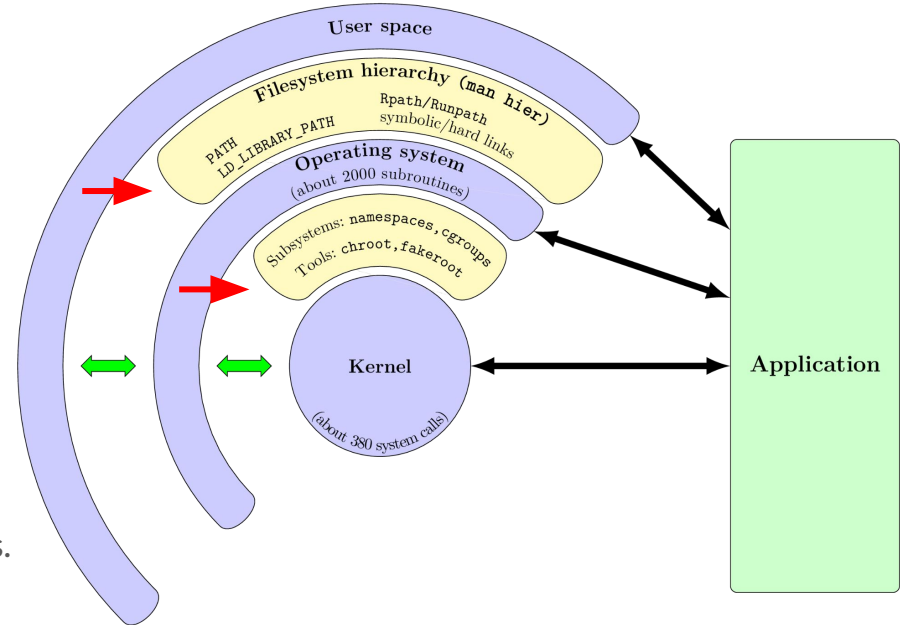 User space
Filesystem hierarchy (man hier)
PATH
LD_LIBRARY_PATH
Rpath/Runpath
symbolic/hard links
Operating system
(about 2000 subroutines)
Subsystems: namespaces,cgroups
Tools: chroot,fakeroot
Kernel
(about 380 system calls)
Application
s.